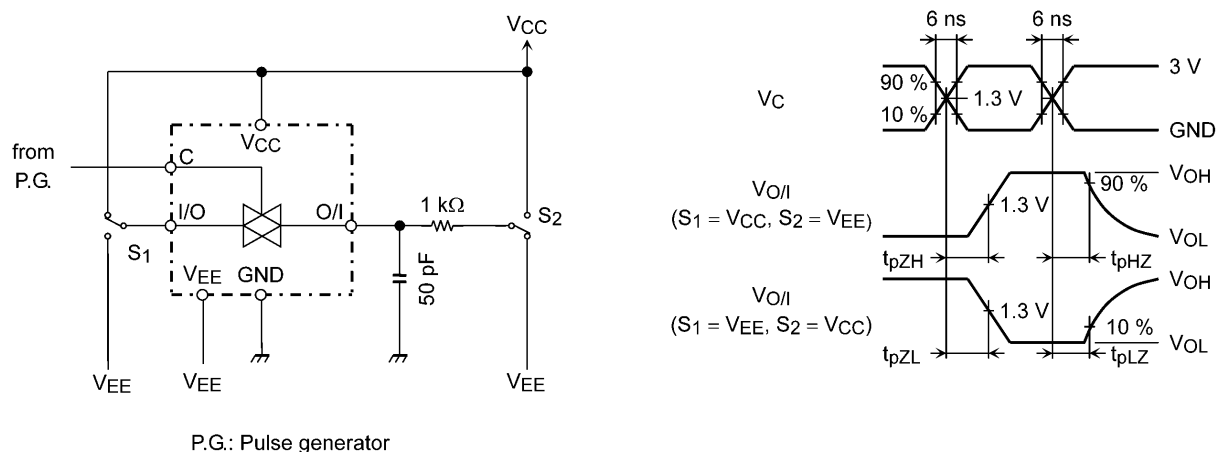 VCC
from
P.G.
C
VCC
I/O
O/I
1 kΩ
S1
S2
VEE
GND
50 pF
VEE
VEE
VEE
P.G.: Pulse generator
6 ns
6 ns
VC
90 %
10 %
1.3 V
3 V
GND
VO/I
(S1 = VCC, S2 = VEE)
1.3 V
90 %
VOH
VOL
tpZH
tpHZ
VO/I
(S1 = VEE, S2 = VCC)
1.3 V
10 %
VOH
VOL
tpZL
tpLZ